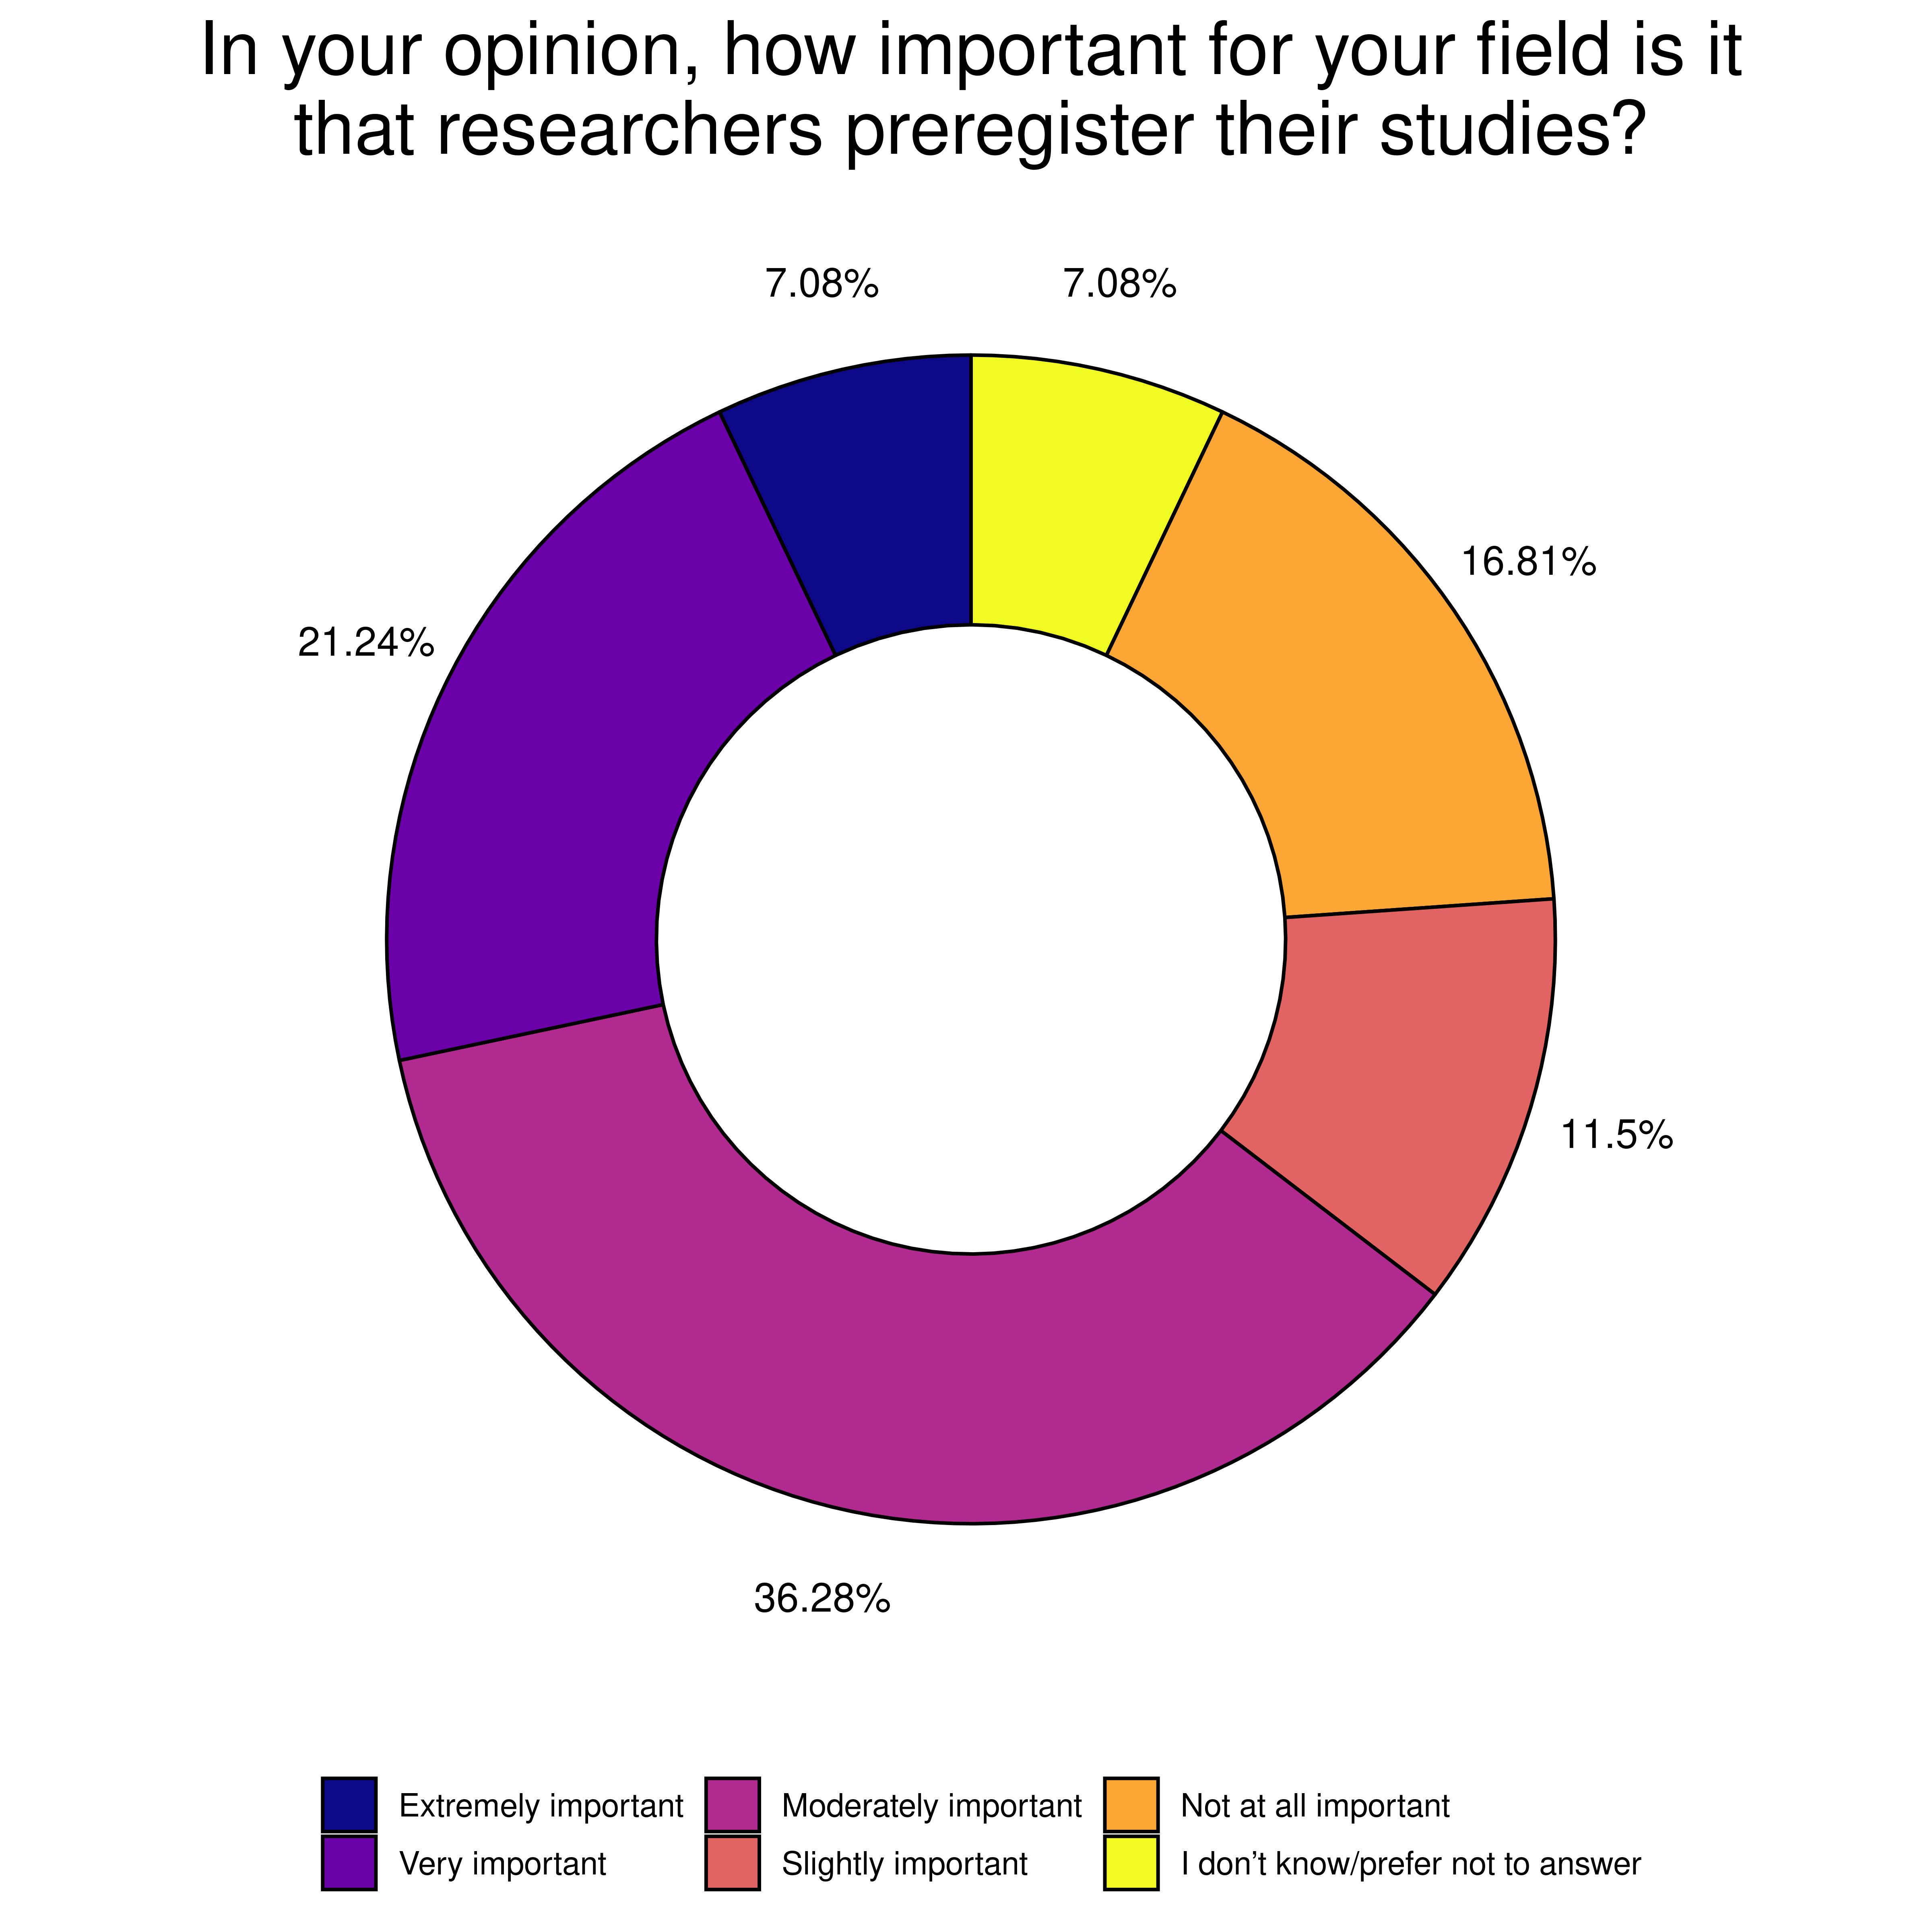 In your opinion, how important for your field is it
that researchers preregister their studies?
7.08%
7.08%
16.81%
21.24%
11.5%
36.28%
Extremely important
Moderately important
Not at all important
Very important
Slightly important
I don’t know/prefer not to answer